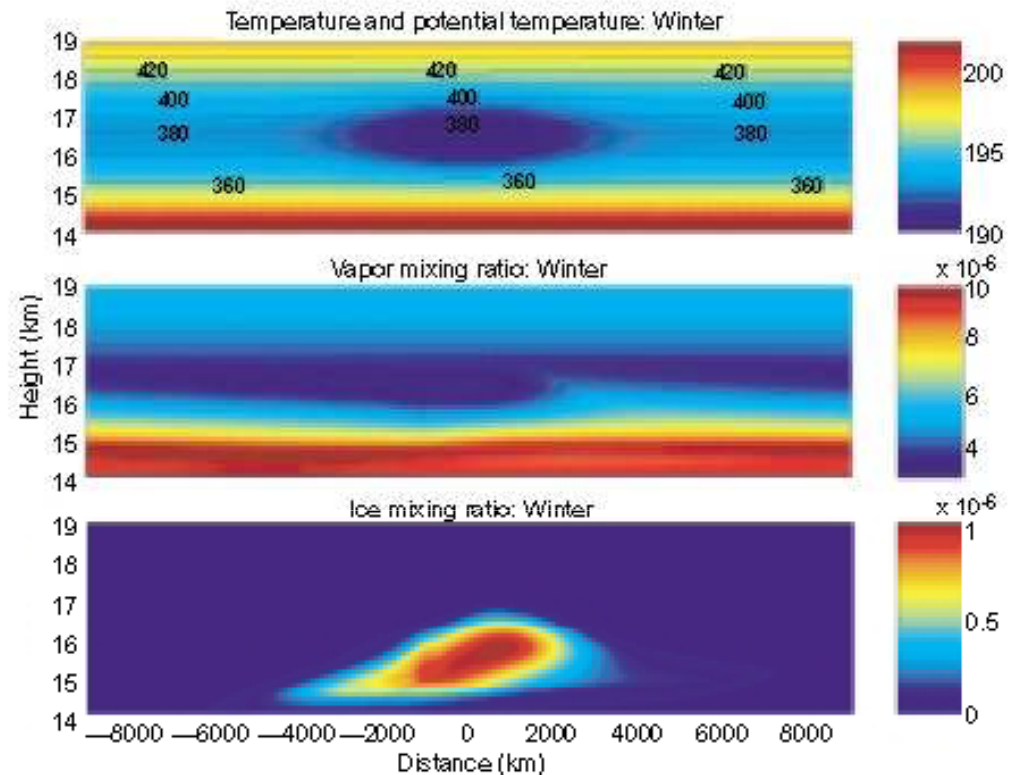 Temperature and potential temperature: Winter
19
18
17
16
15
14
420 420 420
400 400 400
380 380 380
360 360 360
200
195
190
Vapor mixing ratio: Winter
x 10-6
19
18
17
16
15
14
10
8
6
4
Height (km)
Ice mixing ratio: Winter
x 10-6
19
18
17
16
15
14
1
0.5
0
—8000 —6000 —4000 —2000 0 2000 4000 6000 8000
Distance (km)